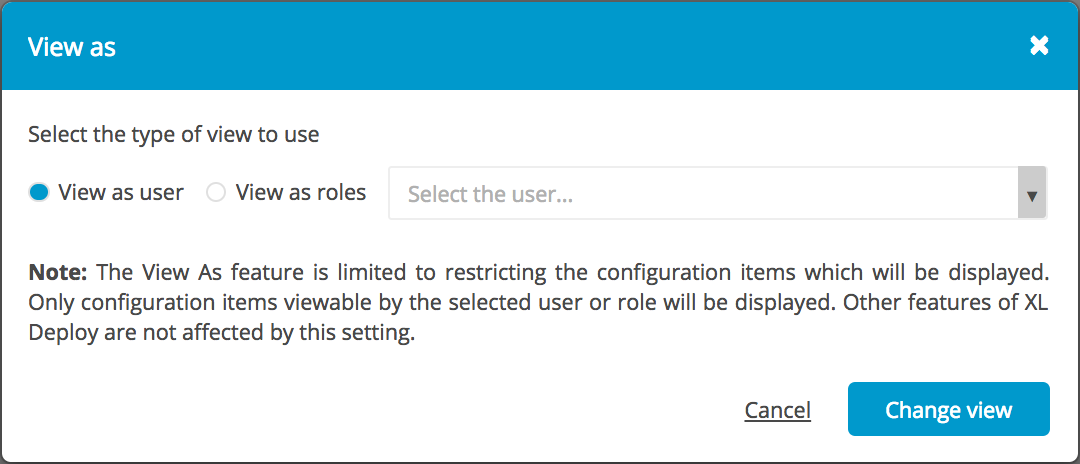 View as
Select the type of view to use
View as user View as roles Select the user...
Note: The View As feature is limited to restricting the configuration items which will be displayed.
Only configuration items viewable by the selected user or role will be displayed. Other features of XL
Deploy are not affected by this setting.
Cancel Change view